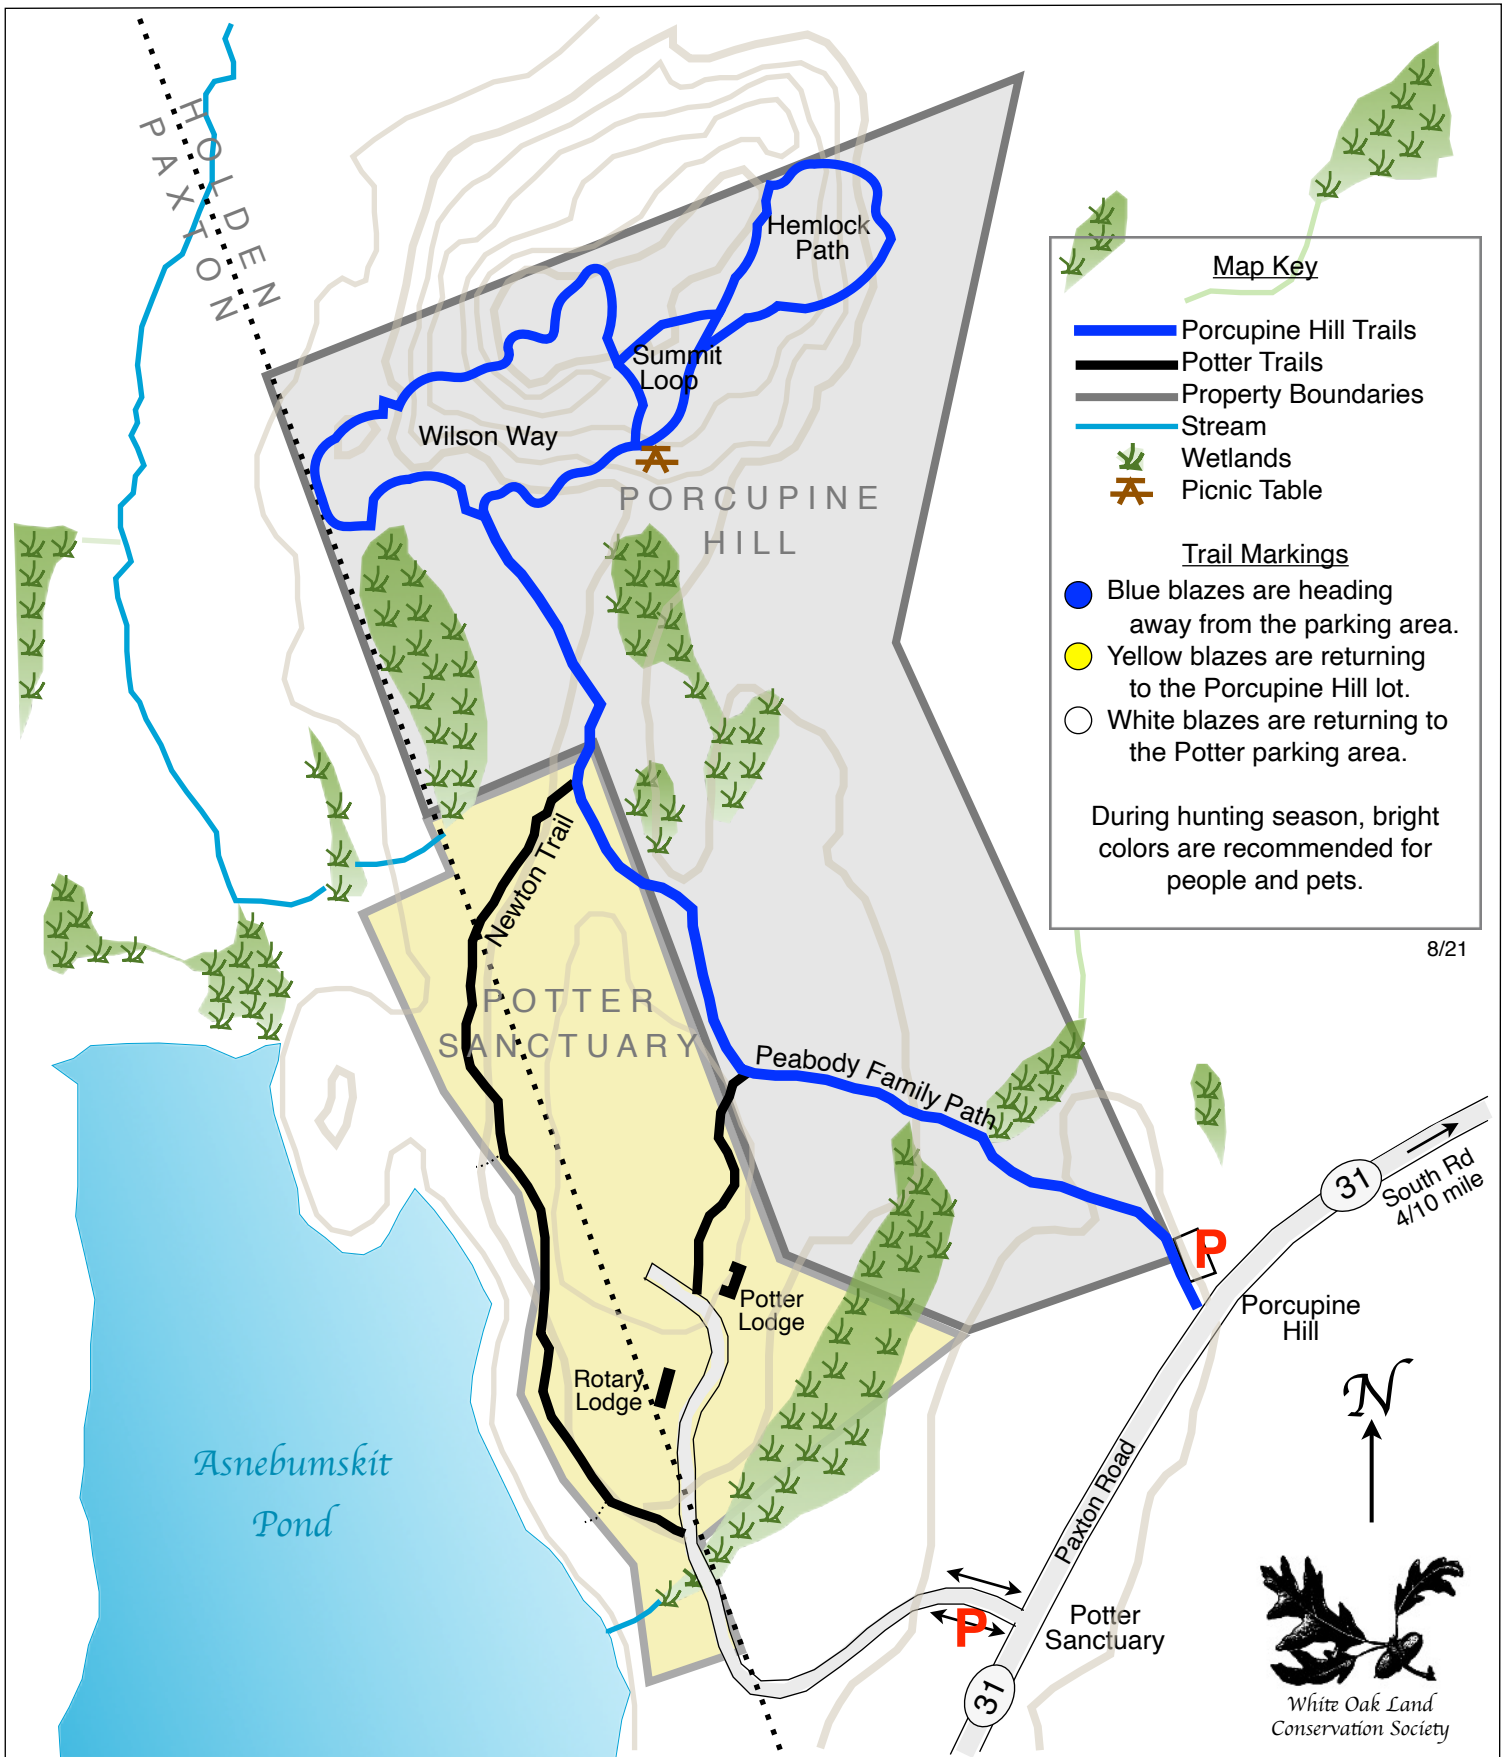 HOLDEN
PAXTON
Hemlock
Path
Summit
Loop
Wilson Way
PORCUPINE
HILL
Map Key
Porcupine Hill Trails
Potter Trails
Property Boundaries
Stream
Wetlands
Picnic Table
Trail Markings
Blue blazes are heading
away from the parking area.
Yellow blazes are returning
to the Porcupine Hill lot.
White blazes are returning to
the Potter parking area.
During hunting season, bright
colors are recommended for
people and pets.
8/21
Newton Trail
POTTER
SANCTUARY
Peabody Family Path
31
South Rd
4/10 mile
P
Porcupine
Hill
Potter
Lodge
Rotary
Lodge
N
Asnebumskit
Pond
Paxton Road
P
Potter
Sanctuary
31
White Oak Land
Conservation Society